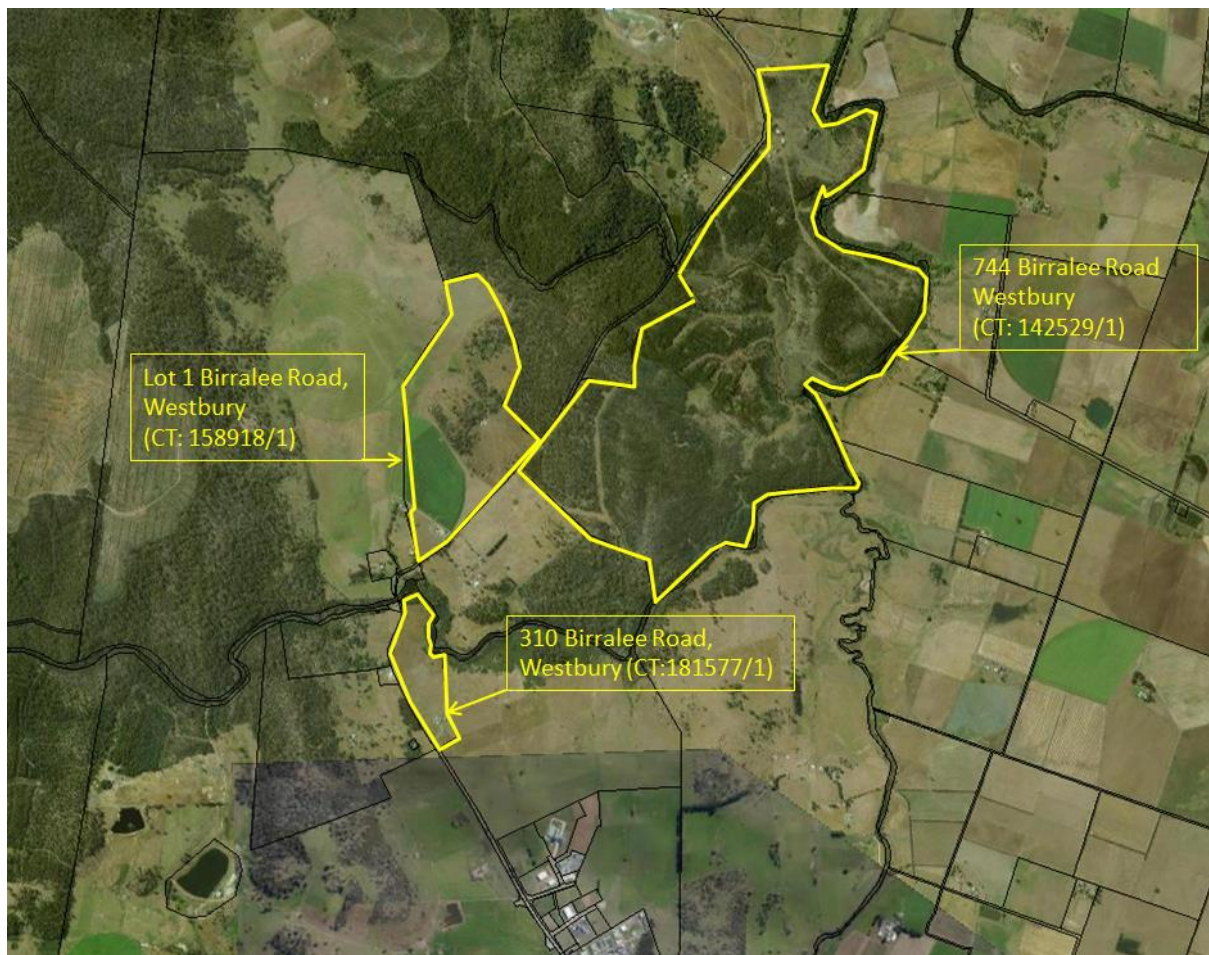 744 Birralee Road
Westbury
(CT: 142529/1)
Lot 1 Birralee Road,
Westbury
(CT: 158918/1)
310 Birralee Road,
Westbury (CT:181577/1)